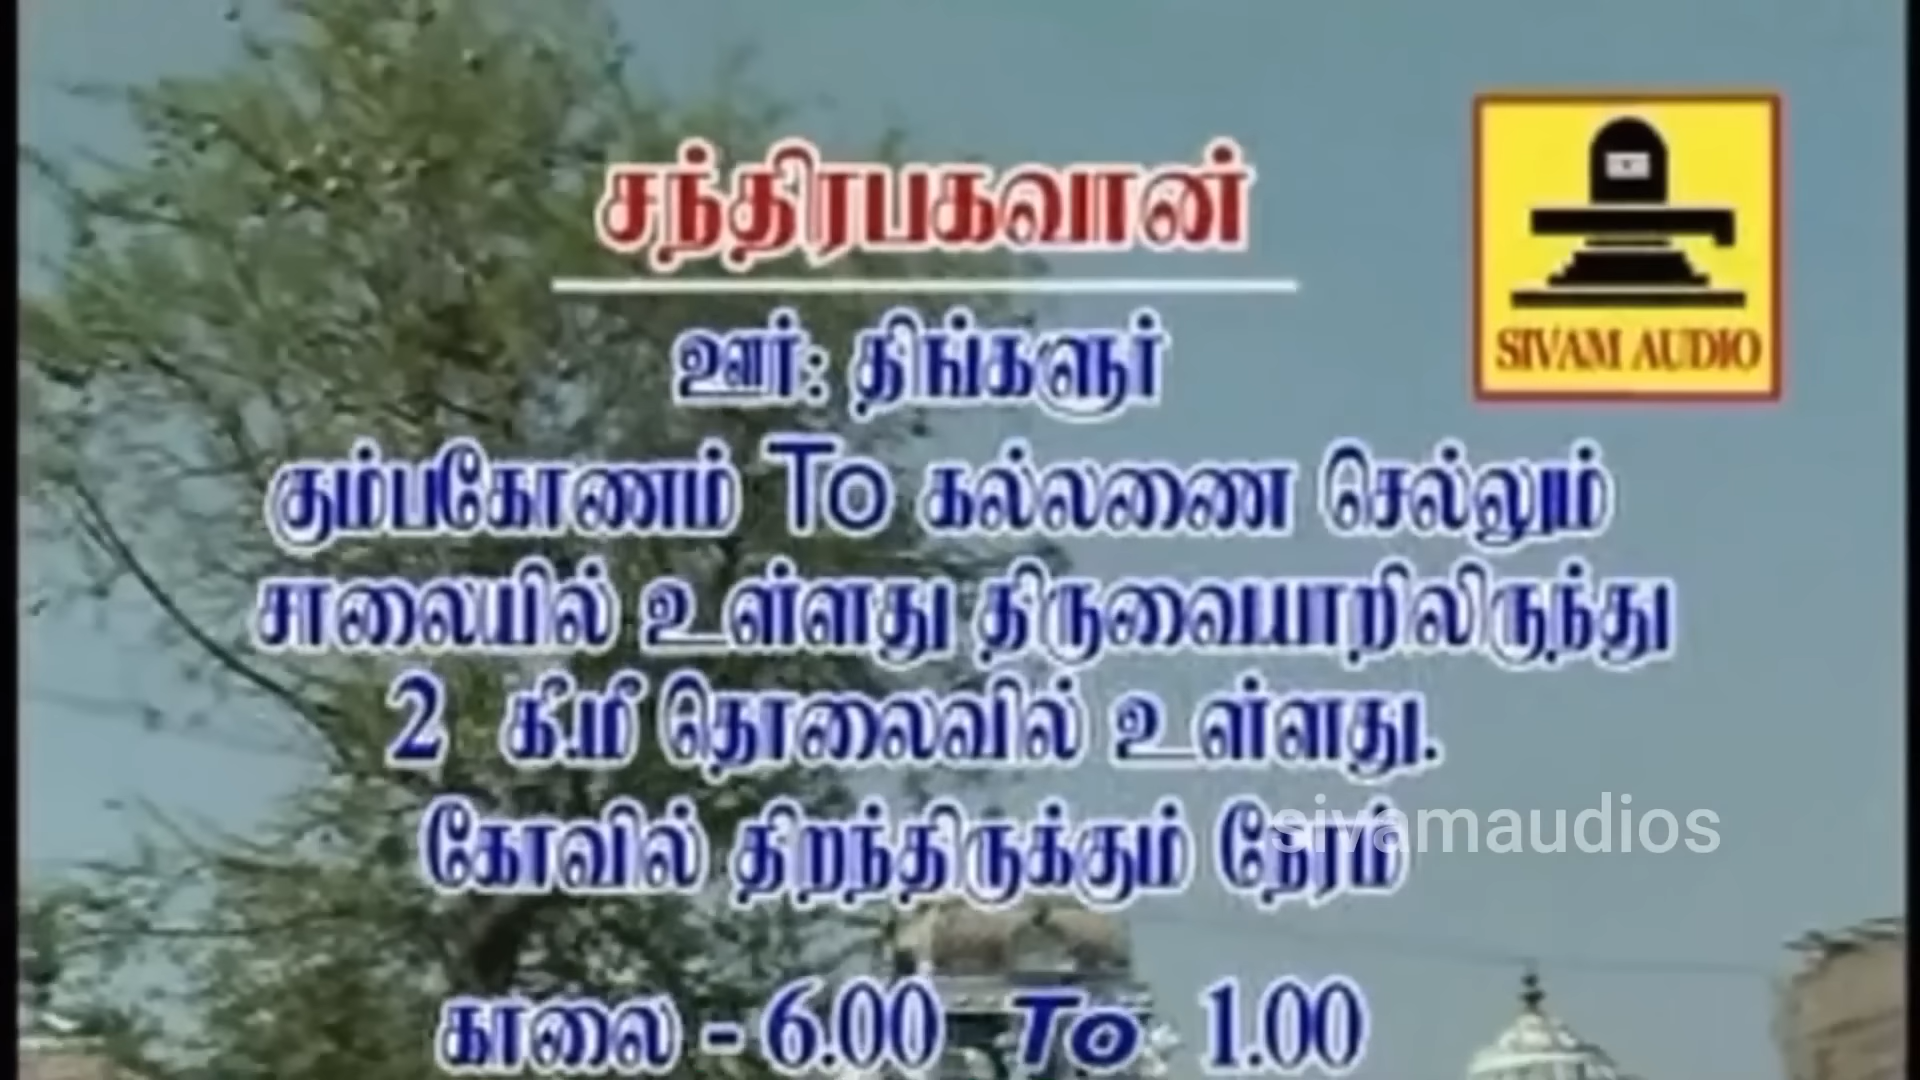 சந்திரபகவான்
ஊர்: திங்களுர்
கும்பகோணம் To கல்லணை செல்லும்
சாலையில் உள்ளது திருவையாறிலிருந்து
2 கீ.மீ தொலைவில் உள்ளது.
கோவில் திறந்திருக்கும் நேரம்
காலை - 6.00 To 1.00
SIVAM AUDIO
sivamaudios